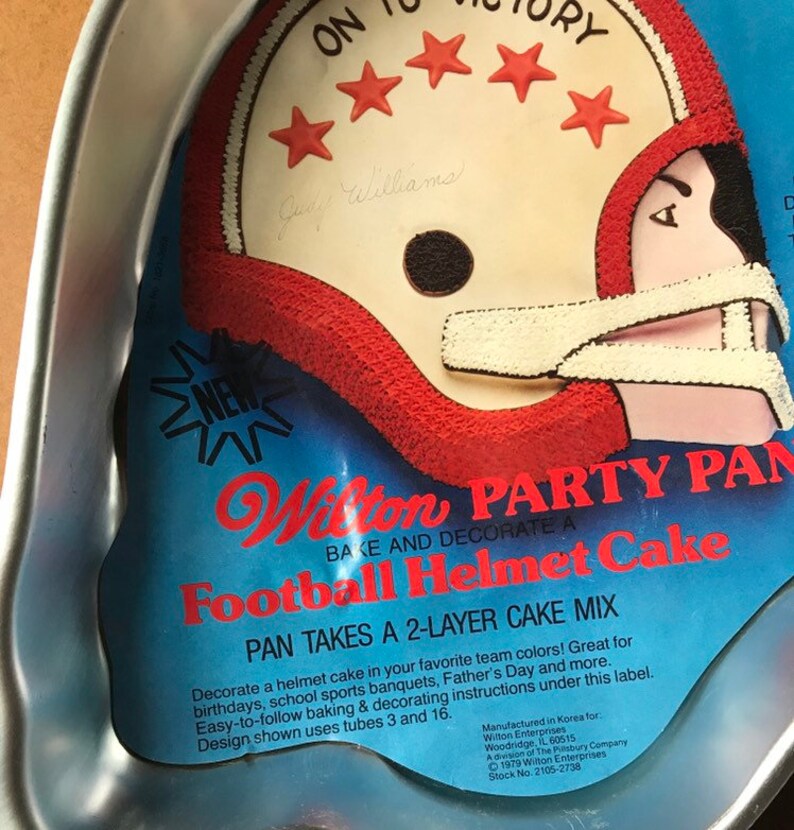 ON TO VICTORY
Judy Williams
NEW
Wilton PARTY PAN
BAKE AND DECORATE A
Football Helmet Cake
PAN TAKES A 2-LAYER CAKE MIX
Decorate a helmet cake in your favorite team colors! Great for
birthdays, school sports banquets, Father's Day and more.
Easy-to-follow baking & decorating instructions under this label.
Design shown uses tubes 3 and 16.
Manufactured in Korea for:
Wilton Enterprises
Woodridge, IL 60515
A division of The Pillsbury Company
© 1979 Wilton Enterprises
Stock No. 2105-2738